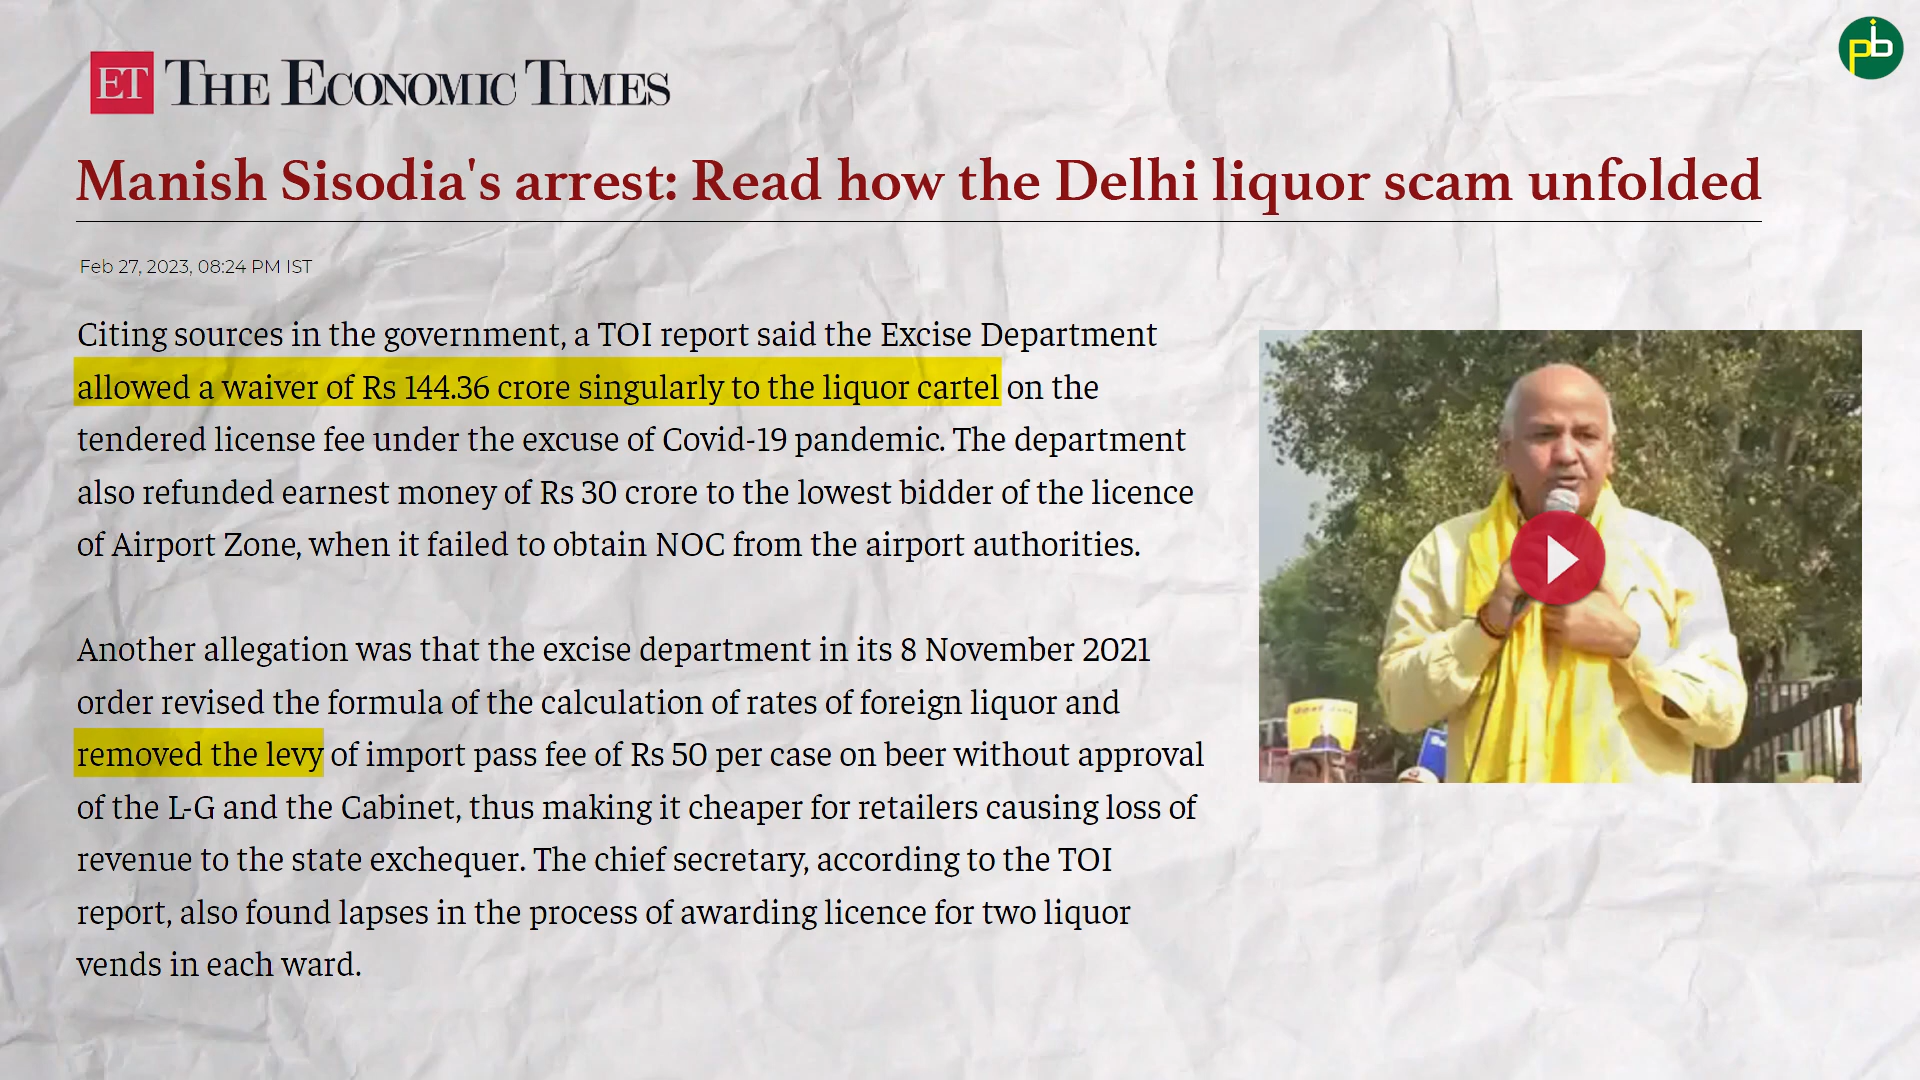 pib
ET THE ECONOMIC TIMES
Manish Sisodia's arrest: Read how the Delhi liquor scam unfolded
Feb 27, 2023, 08:24 PM IST
Citing sources in the government, a TOI report said the Excise Department
allowed a waiver of Rs 144.36 crore singularly to the liquor cartel on the
tendered license fee under the excuse of Covid-19 pandemic. The department
also refunded earnest money of Rs 30 crore to the lowest bidder of the licence
of Airport Zone, when it failed to obtain NOC from the airport authorities.
Another allegation was that the excise department in its 8 November 2021
order revised the formula of the calculation of rates of foreign liquor and
removed the levy of import pass fee of Rs 50 per case on beer without approval
of the L-G and the Cabinet, thus making it cheaper for retailers causing loss of
revenue to the state exchequer. The chief secretary, according to the TOI
report, also found lapses in the process of awarding licence for two liquor
vends in each ward.